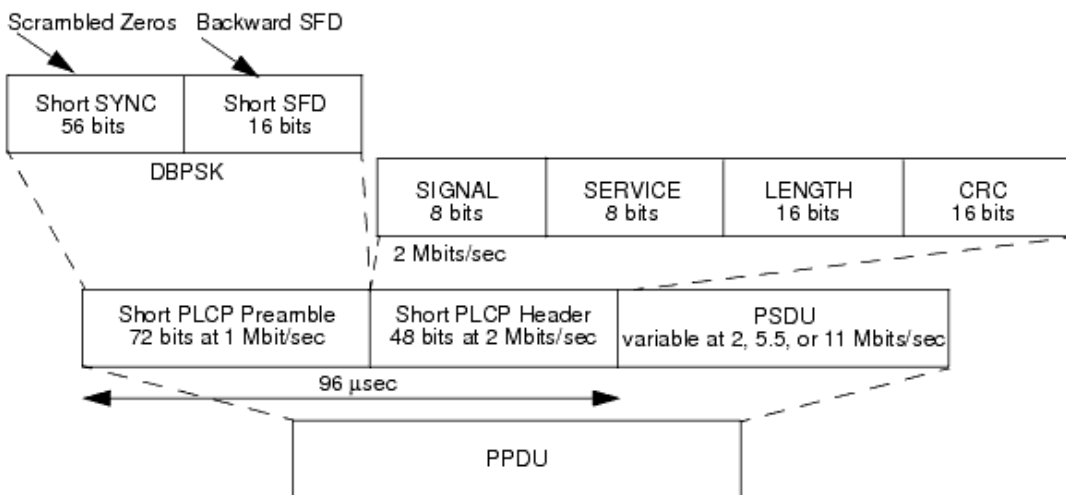 Scrambled Zeros
Backward SFD
Short SYNC
56 bits
Short SFD
16 bits
DBPSK
SIGNAL
8 bits
SERVICE
8 bits
LENGTH
16 bits
CRC
16 bits
2 Mbits/sec
Short PLCP Preamble
72 bits at 1 Mbit/sec
Short PLCP Header
48 bits at 2 Mbits/sec
PSDU
variable at 2, 5.5, or 11 Mbits/sec
96 μsec
PPDU